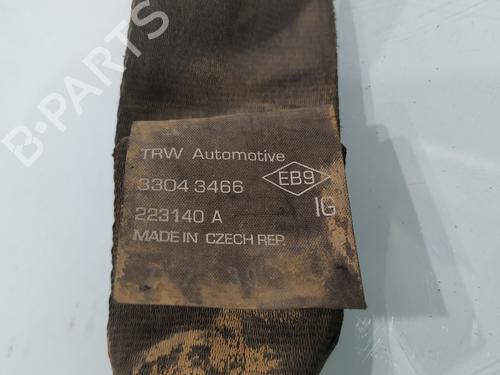 B-PARTS
TRW Automotive
3304 3466
EB9
223140 A
IG
MADE IN CZECH REP.